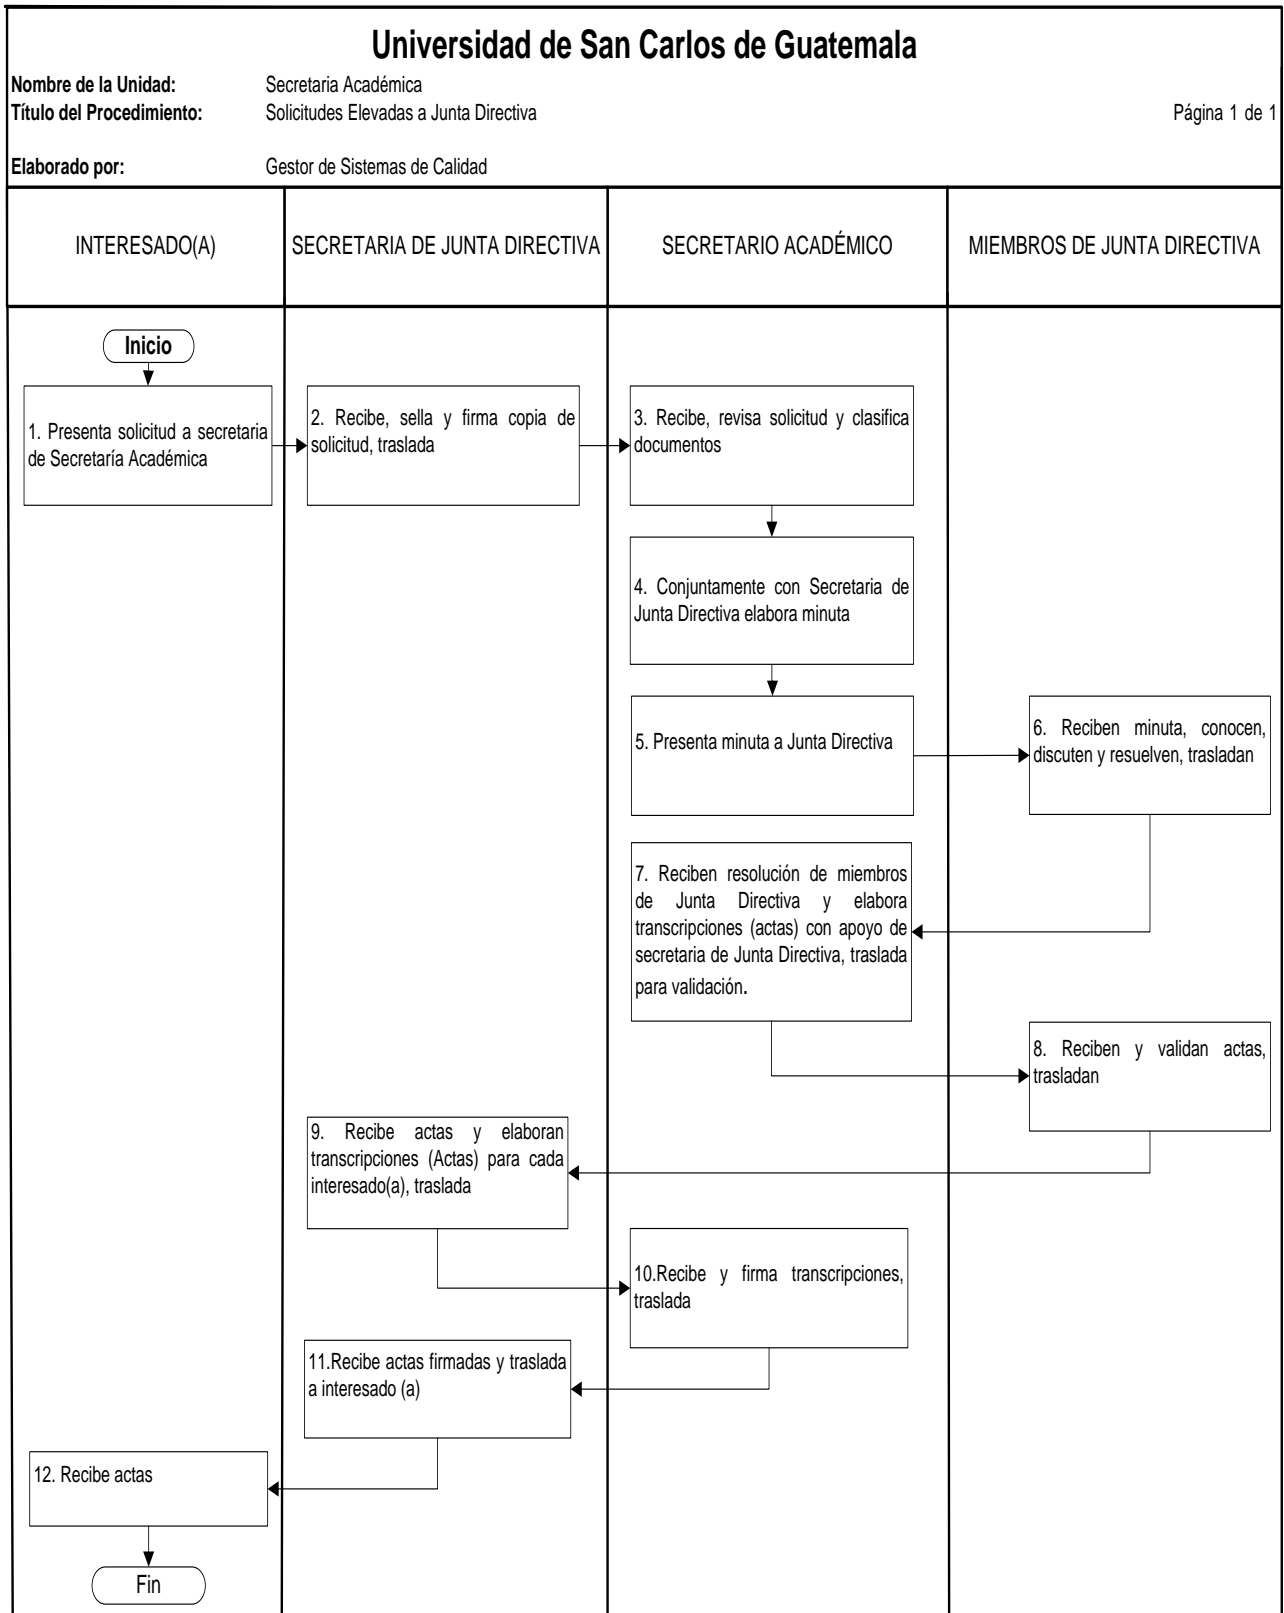 Universidad de San Carlos de Guatemala
Nombre de la Unidad: Secretaria Académica
Título del Procedimiento: Solicitudes Elevadas a Junta Directiva Página 1 de 1
Elaborado por: Gestor de Sistemas de Calidad
INTERESADO(A) SECRETARIA DE JUNTA DIRECTIVA SECRETARIO ACADÉMICO MIEMBROS DE JUNTA DIRECTIVA
Inicio
1. Presenta solicitud a secretaria
de Secretaría Académica
2. Recibe, sella y firma copia de
solicitud, traslada
3. Recibe, revisa solicitud y clasifica
documentos
4. Conjuntamente con Secretaria de
Junta Directiva elabora minuta
5. Presenta minuta a Junta Directiva
6. Reciben minuta, conocen,
discuten y resuelven, trasladan
7. Reciben resolución de miembros
de Junta Directiva y elabora
transcripciones (actas) con apoyo de
secretaria de Junta Directiva, traslada
para validación.
8. Reciben y validan actas,
trasladan
9. Recibe actas y elaboran
transcripciones (Actas) para cada
interesado(a), traslada
10.Recibe y firma transcripciones,
traslada
11.Recibe actas firmadas y traslada
a interesado (a)
12. Recibe actas
Fin